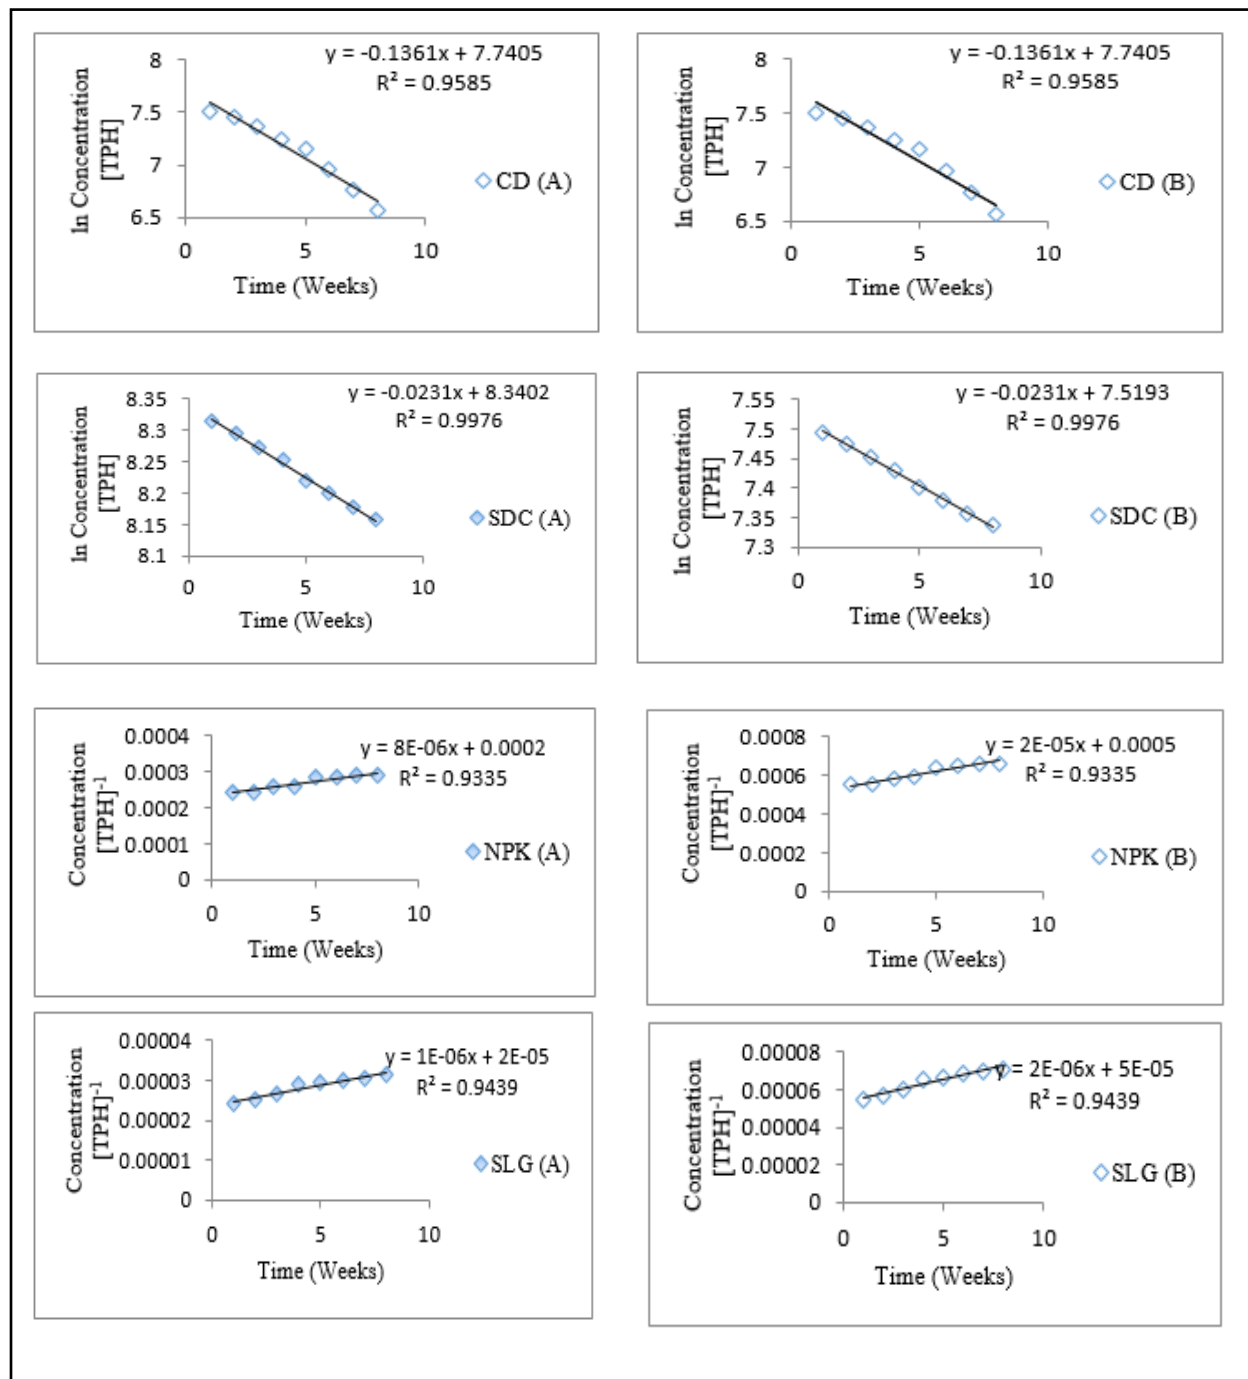 y = -0.1361x + 7.7405
R² = 0.9585
ln Concentration
[TPH]
8
7.5
7
6.5
0
5
10
Time (Weeks)
CD (A)
y = -0.1361x + 7.7405
R² = 0.9585
ln Concentration
[TPH]
8
7.5
7
6.5
0
5
10
Time (Weeks)
CD (B)
y = -0.0231x + 8.3402
R² = 0.9976
ln Concentration
[TPH]
8.35
8.3
8.25
8.2
8.15
8.1
0
5
10
Time (Weeks)
SDC (A)
y = -0.0231x + 7.5193
R² = 0.9976
ln Concentration
[TPH]
7.55
7.5
7.45
7.4
7.35
7.3
0
5
10
Time (Weeks)
SDC (B)
y = 8E-06x + 0.0002
R² = 0.9335
Concentration
[TPH]⁻¹
0.0004
0.0003
0.0002
0.0001
0
0
5
10
Time (Weeks)
NPK (A)
y = 2E-05x + 0.0005
R² = 0.9335
Concentration
[TPH]⁻¹
0.0008
0.0006
0.0004
0.0002
0
0
5
10
Time (Weeks)
NPK (B)
y = 1E-06x + 2E-05
R² = 0.9439
Concentration
[TPH]⁻¹
0.00004
0.00003
0.00002
0.00001
0
0
5
10
Time (Weeks)
SLG (A)
y = 2E-06x + 5E-05
R² = 0.9439
Concentration
[TPH]⁻¹
0.00008
0.00006
0.00004
0.00002
0
0
5
10
Time (Weeks)
SLG (B)